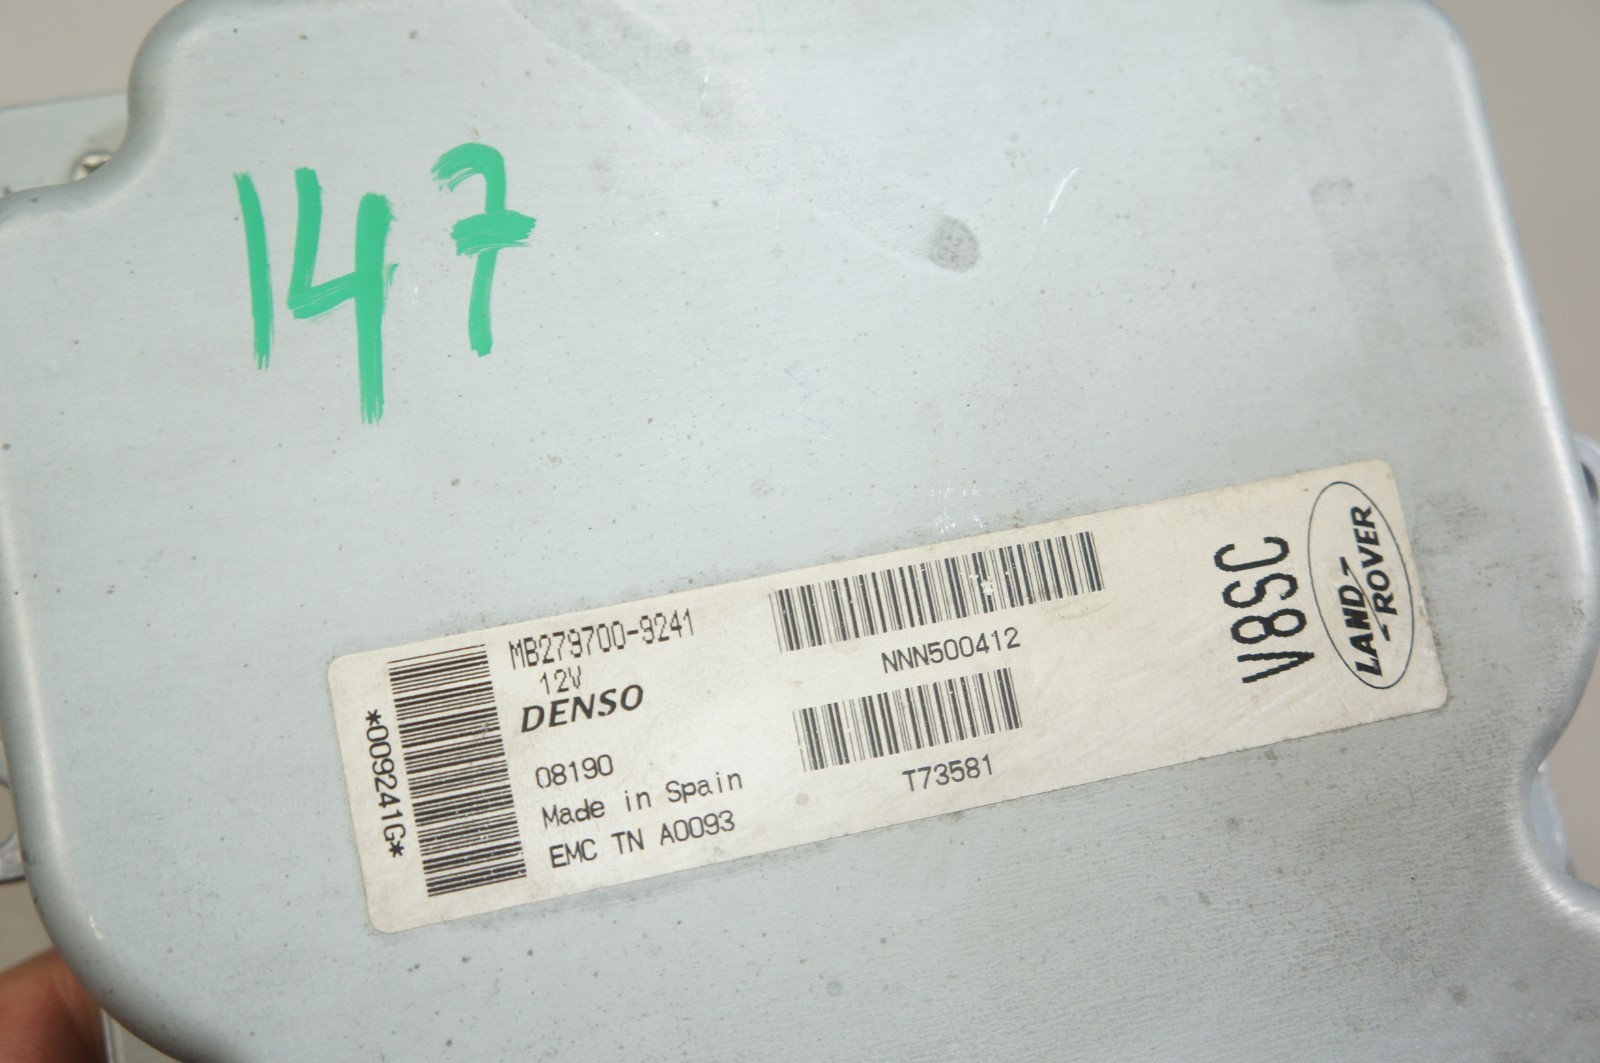 147
MB279700-9241
12V
DENSO
08190
Made in Spain
EMC TN A0093
*009241G*
NNN500412
T73581
V8SC
LAND-
-ROVER